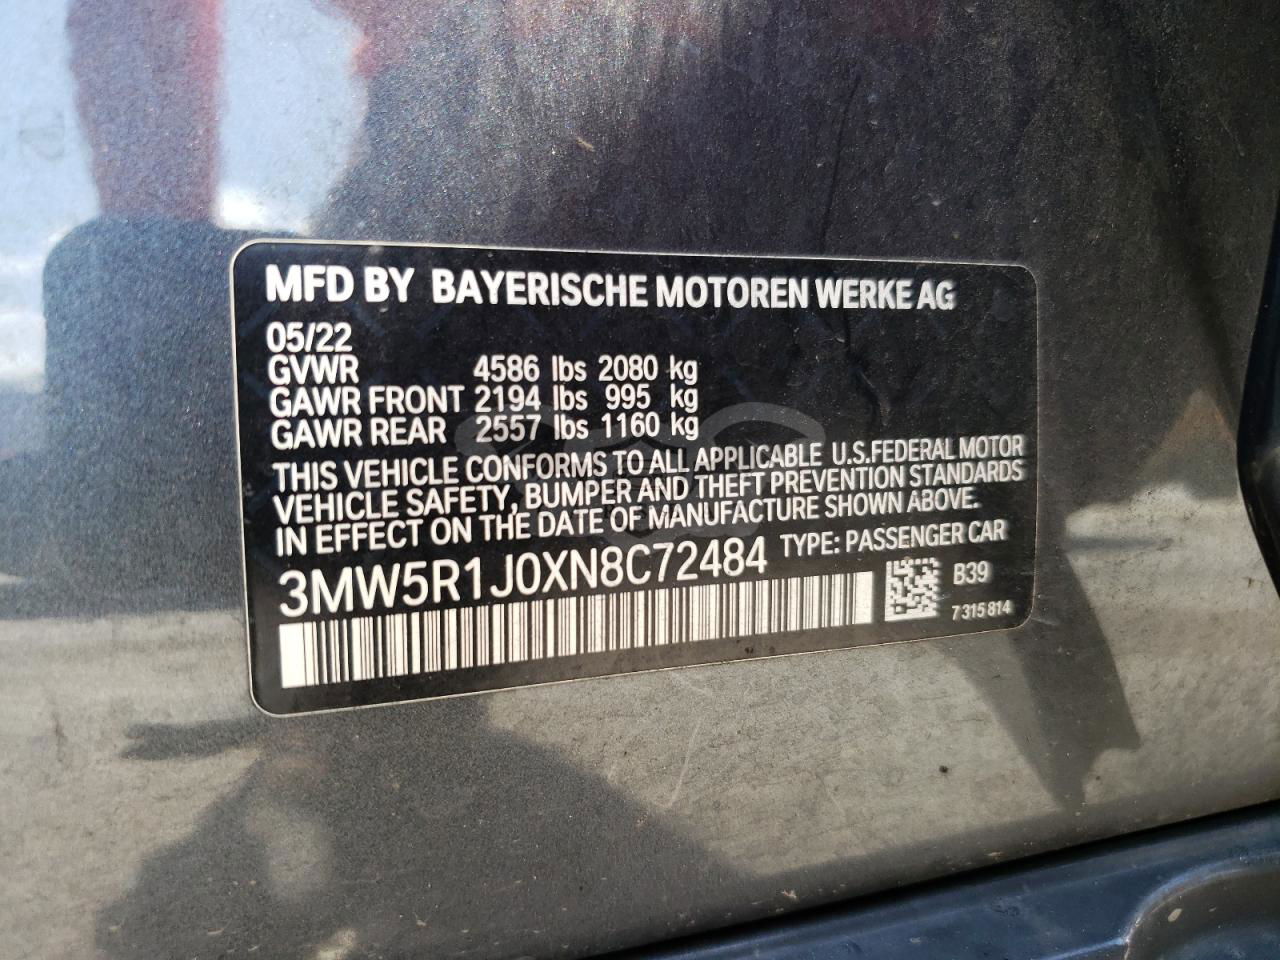 MFD BY BAYERISCHE MOTOREN WERKE AG
05/22
GVWR 4586 lbs 2080 kg
GAWR FRONT 2194 lbs 995 kg
GAWR REAR 2557 lbs 1160 kg
THIS VEHICLE CONFORMS TO ALL APPLICABLE U.S.FEDERAL MOTOR
VEHICLE SAFETY, BUMPER AND THEFT PREVENTION STANDARDS
IN EFFECT ON THE DATE OF MANUFACTURE SHOWN ABOVE.
3MW5R1J0XN8C72484 TYPE: PASSENGER CAR
B39
7 315 814